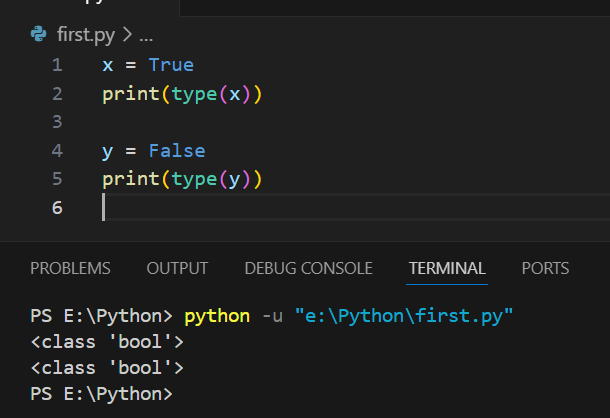 first.py > ...
1 x = True
2 print(type(x))
3
4 y = False
5 print(type(y))
6
PROBLEMS OUTPUT DEBUG CONSOLE TERMINAL PORTS
PS E:\Python> python -u "e:\Python\first.py"
<class 'bool'>
<class 'bool'>
PS E:\Python>